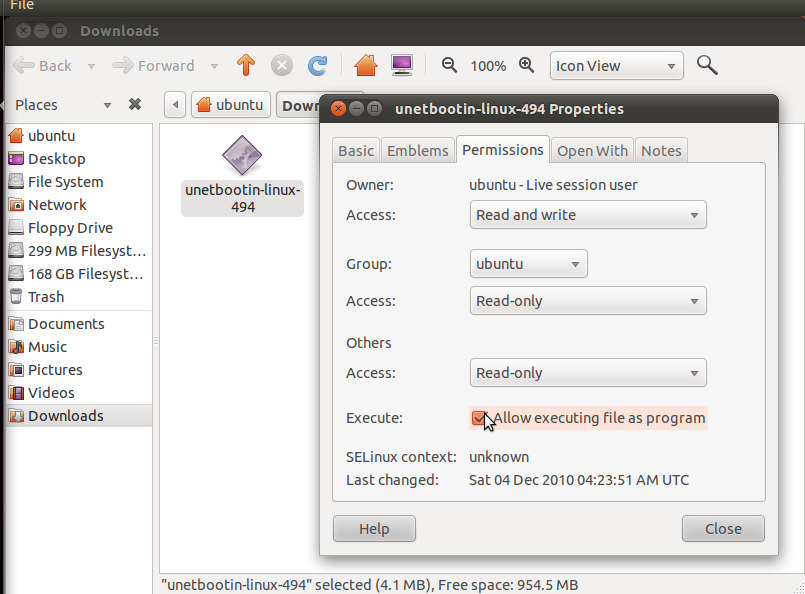 File
Downloads
Back
Forward
100%
Icon View
Places
ubuntu
Down
ubuntu
Desktop
File System
Network
Floppy Drive
299 MB Filesyst...
168 GB Filesyst...
Trash
Documents
Music
Pictures
Videos
Downloads
unetbootin-linux-
494
unetbootin-linux-494 Properties
Basic Emblems Permissions Open With Notes
Owner: ubuntu - Live session user
Access: Read and write
Group: ubuntu
Access: Read-only
Others
Access: Read-only
Execute: Allow executing file as program
SELinux context: unknown
Last changed: Sat 04 Dec 2010 04:23:51 AM UTC
Help Close
"unetbootin-linux-494" selected (4.1 MB), Free space: 954.5 MB